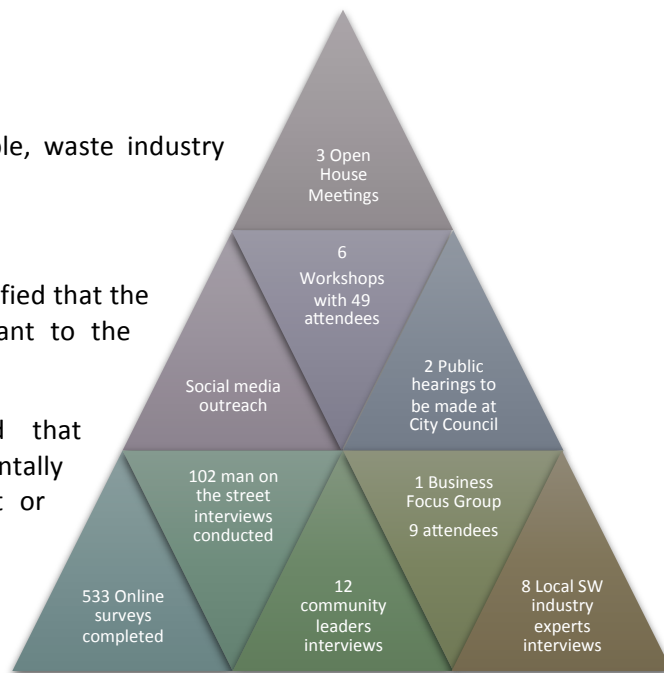 ple, waste industry
fied that the
ant to the
d that
entally
t or
3 Open
House
Meetings
6
Workshops
with 49
attendees
Social media
outreach
2 Public
hearings to
be made at
City Council
102 man on
the street
interviews
conducted
1 Business
Focus Group
9 attendees
533 Online
surveys
completed
12
community
leaders
interviews
8 Local SW
industry
experts
interviews